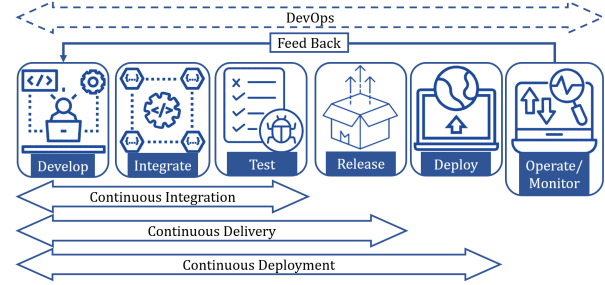 DevOps
Feed Back
Develop
Integrate
Test
Release
Deploy
Operate/
Monitor
Continuous Integration
Continuous Delivery
Continuous Deployment